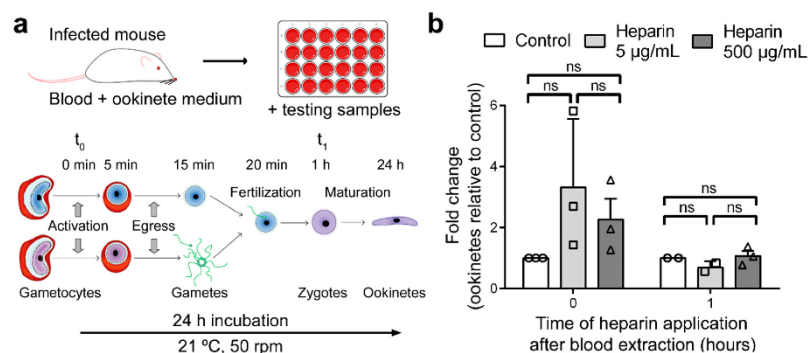 a
Infected mouse
Blood + ookinete medium
+ testing samples
t0
t1
0 min 5 min 15 min 20 min 1 h 24 h
Fertilization Maturation
Activation Egress
Gametocytes Gametes Zygotes Ookinetes
24 h incubation
21 ºC, 50 rpm
b
Control
Heparin
5 µg/mL
Heparin
500 µg/mL
ns
ns ns
ns
ns ns
6
4
2
0
Fold change
(ookinetes relative to control)
0 1
Time of heparin application
after blood extraction (hours)